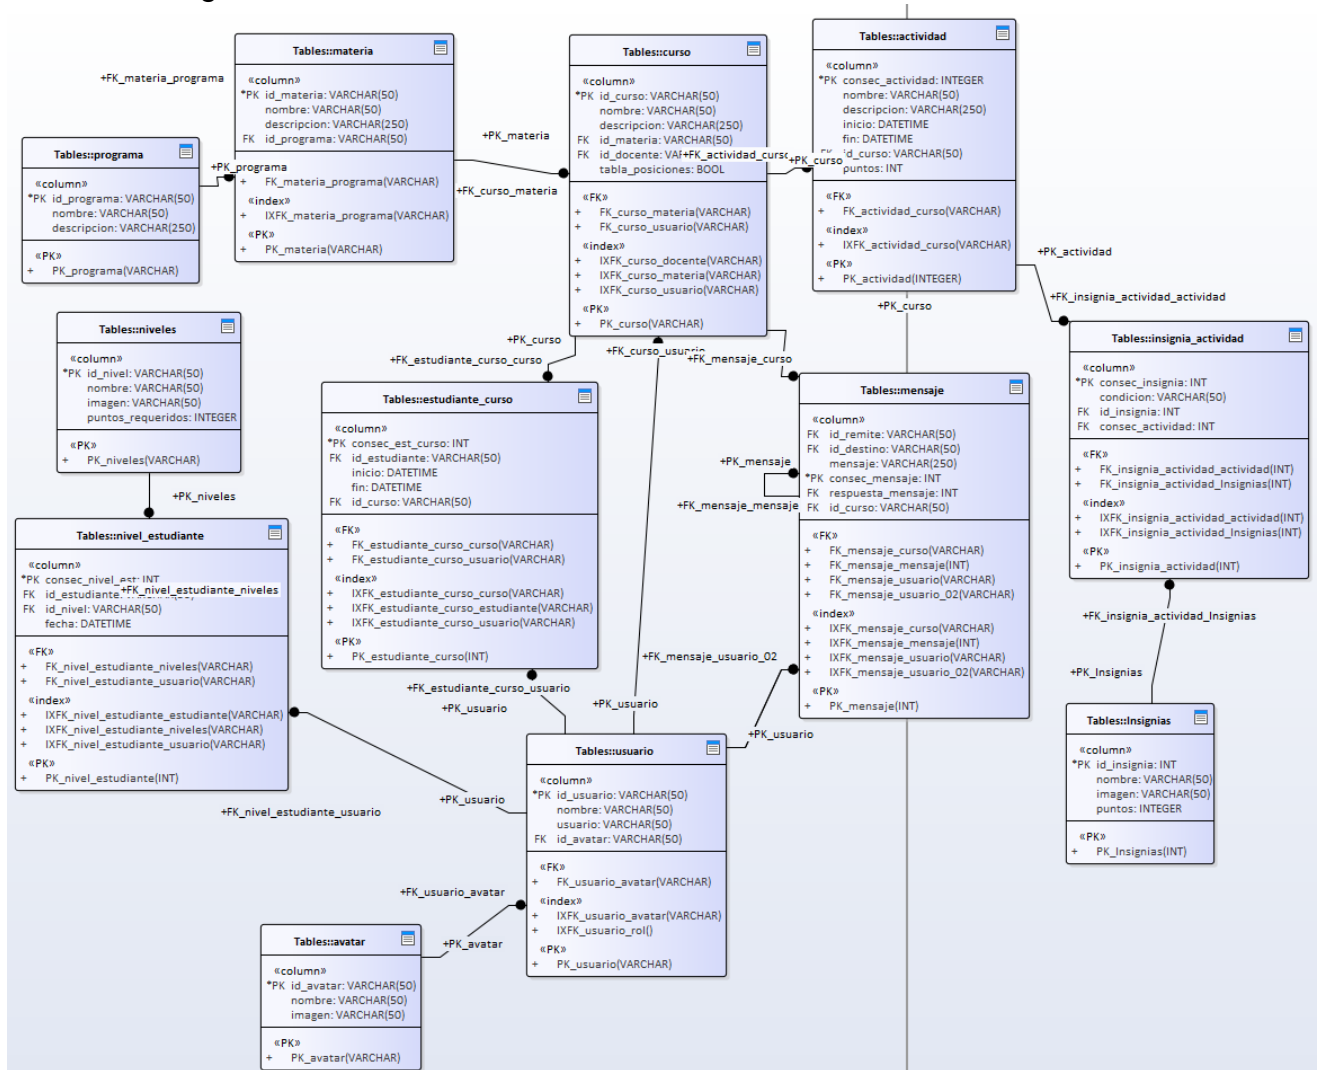 Tables::materia
«column»
*PK id_materia: VARCHAR(50)
nombre: VARCHAR(50)
descripcion: VARCHAR(250)
FK id_programa: VARCHAR(50)
+ FK_materia_programa(VARCHAR)
«index»
+ IXFK_materia_programa(VARCHAR)
«PK»
+ PK_materia(VARCHAR)
+FK_materia_programa
+PK_programa
Tables::programa
«column»
*PK id_programa: VARCHAR(50)
nombre: VARCHAR(50)
descripcion: VARCHAR(250)
«PK»
+ PK_programa(VARCHAR)
+PK_materia
+FK_curso_materia
Tables::curso
«column»
*PK id_curso: VARCHAR(50)
nombre: VARCHAR(50)
descripcion: VARCHAR(250)
FK id_materia: VARCHAR(50)
FK id_docente:
tabla_posiciones: BOOL
«FK»
+ FK_curso_materia(VARCHAR)
+ FK_curso_usuario(VARCHAR)
«index»
+ IXFK_curso_docente(VARCHAR)
+ IXFK_curso_materia(VARCHAR)
+ IXFK_curso_usuario(VARCHAR)
«PK»
+ PK_curso(VARCHAR)
+FK_actividad_curso
+PK_curso
Tables::actividad
«column»
*PK consec_actividad: INTEGER
nombre: VARCHAR(50)
descripcion: VARCHAR(250)
inicio: DATETIME
fin: DATETIME
FK id_curso: VARCHAR(50)
puntos: INT
«FK»
+ FK_actividad_curso(VARCHAR)
«index»
+ IXFK_actividad_curso(VARCHAR)
«PK»
+ PK_actividad(INTEGER)
+PK_actividad
+FK_insignia_actividad_actividad
+PK_curso
Tables::niveles
«column»
*PK id_nivel: VARCHAR(50)
nombre: VARCHAR(50)
imagen: VARCHAR(50)
puntos_requeridos: INTEGER
«PK»
+ PK_niveles(VARCHAR)
+PK_niveles
+PK_curso
+FK_estudiante_curso_curso
+FK_curso_usuario
+FK_mensaje_curso
Tables::insignia_actividad
«column»
*PK consec_insignia: INT
condicion: VARCHAR(50)
FK id_insignia: INT
FK consec_actividad: INT
«FK»
+ FK_insignia_actividad_actividad(INT)
+ FK_insignia_actividad_Insignias(INT)
«index»
+ IXFK_insignia_actividad_actividad(INT)
+ IXFK_insignia_actividad_Insignias(INT)
«PK»
+ PK_insignia_actividad(INT)
Tables::estudiante_curso
«column»
*PK consec_est_curso: INT
FK id_estudiante: VARCHAR(50)
inicio: DATETIME
fin: DATETIME
FK id_curso: VARCHAR(50)
«FK»
+ FK_estudiante_curso_curso(VARCHAR)
+ FK_estudiante_curso_usuario(VARCHAR)
«index»
+ IXFK_estudiante_curso_curso(VARCHAR)
+ IXFK_estudiante_curso_estudiante(VARCHAR)
+ IXFK_estudiante_curso_usuario(VARCHAR)
«PK»
+ PK_estudiante_curso(INT)
Tables::mensaje
«column»
FK id_remite: VARCHAR(50)
FK id_destino: VARCHAR(50)
mensaje: VARCHAR(250)
*PK consec_mensaje: INT
FK respuesta_mensaje: INT
FK id_curso: VARCHAR(50)
«FK»
+ FK_mensaje_curso(VARCHAR)
+ FK_mensaje_mensaje(INT)
+ FK_mensaje_usuario(VARCHAR)
+ FK_mensaje_usuario_02(VARCHAR)
«index»
+ IXFK_mensaje_curso(VARCHAR)
+ IXFK_mensaje_mensaje(INT)
+ IXFK_mensaje_usuario(VARCHAR)
+ IXFK_mensaje_usuario_02(VARCHAR)
«PK»
+ PK_mensaje(INT)
+PK_mensaje
+FK_mensaje_mensaje
Tables::nivel_estudiante
«column»
*PK consec_nivel_est: INT
FK id_estudiante:
+FK_nivel_estudiante_niveles
FK id_nivel: VARCHAR(50)
fecha: DATETIME
«FK»
+ FK_nivel_estudiante_niveles(VARCHAR)
+ FK_nivel_estudiante_usuario(VARCHAR)
«index»
+ IXFK_nivel_estudiante_estudiante(VARCHAR)
+ IXFK_nivel_estudiante_niveles(VARCHAR)
+ IXFK_nivel_estudiante_usuario(VARCHAR)
«PK»
+ PK_nivel_estudiante(INT)
+FK_insignia_actividad_Insignias
+PK_Insignias
+FK_mensaje_usuario_02
+FK_estudiante_curso_usuario
+PK_usuario
+PK_usuario
+PK_usuario
Tables::Insignias
«column»
*PK id_insignia: INT
nombre: VARCHAR(50)
imagen: VARCHAR(50)
puntos: INTEGER
«PK»
+ PK_Insignias(INT)
Tables::usuario
«column»
*PK id_usuario: VARCHAR(50)
nombre: VARCHAR(50)
usuario: VARCHAR(50)
FK id_avatar: VARCHAR(50)
«FK»
+ FK_usuario_avatar(VARCHAR)
«index»
+ IXFK_usuario_avatar(VARCHAR)
+ IXFK_usuario_rol()
«PK»
+ PK_usuario(VARCHAR)
+PK_usuario
+FK_nivel_estudiante_usuario
+FK_usuario_avatar
+PK_avatar
Tables::avatar
«column»
*PK id_avatar: VARCHAR(50)
nombre: VARCHAR(50)
imagen: VARCHAR(50)
«PK»
+ PK_avatar(VARCHAR)